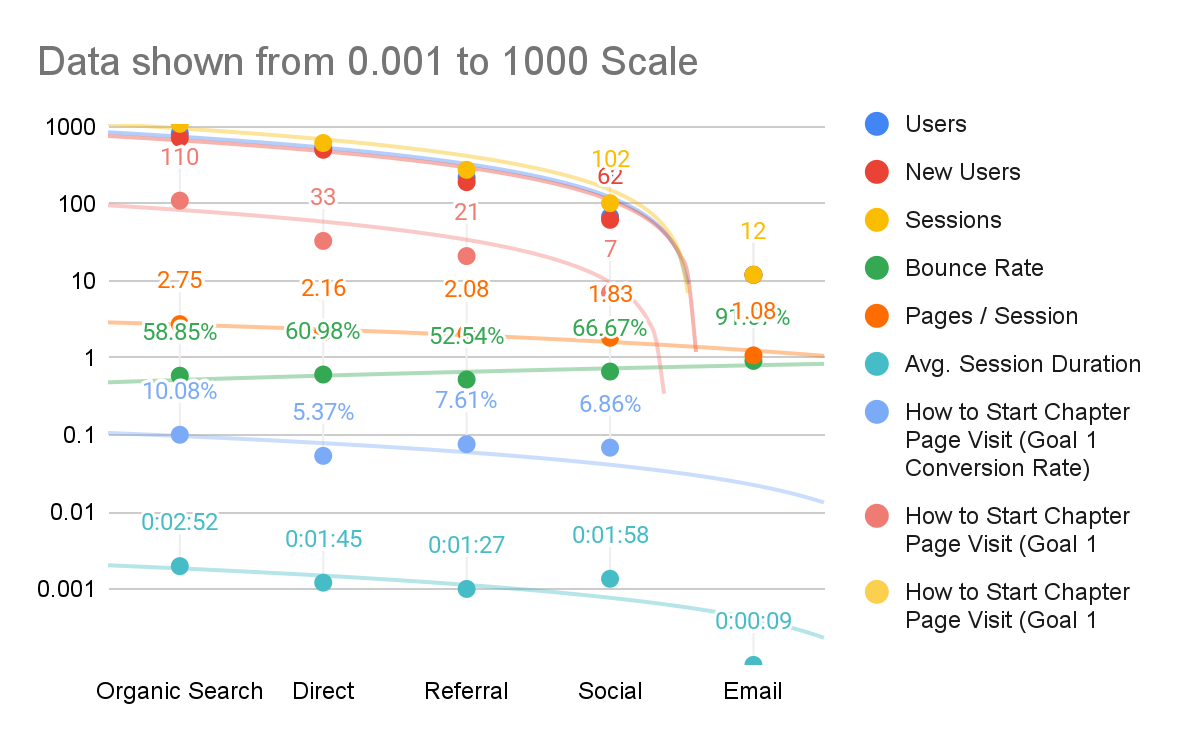 Data shown from 0.001 to 1000 Scale
1000
100
10
1
0.1
0.01
0.001
110
33
21
7
102
62
12
2.75
2.16
2.08
1.83
1.08
58.85%
60.98%
52.54%
66.67%
10.08%
5.37%
7.61%
6.86%
0:02:52
0:01:45
0:01:27
0:01:58
0:00:09
Organic Search
Direct
Referral
Social
Email
Users
New Users
Sessions
Bounce Rate
Pages / Session
Avg. Session Duration
How to Start Chapter
Page Visit (Goal 1
Conversion Rate)
How to Start Chapter
Page Visit (Goal 1
How to Start Chapter
Page Visit (Goal 1